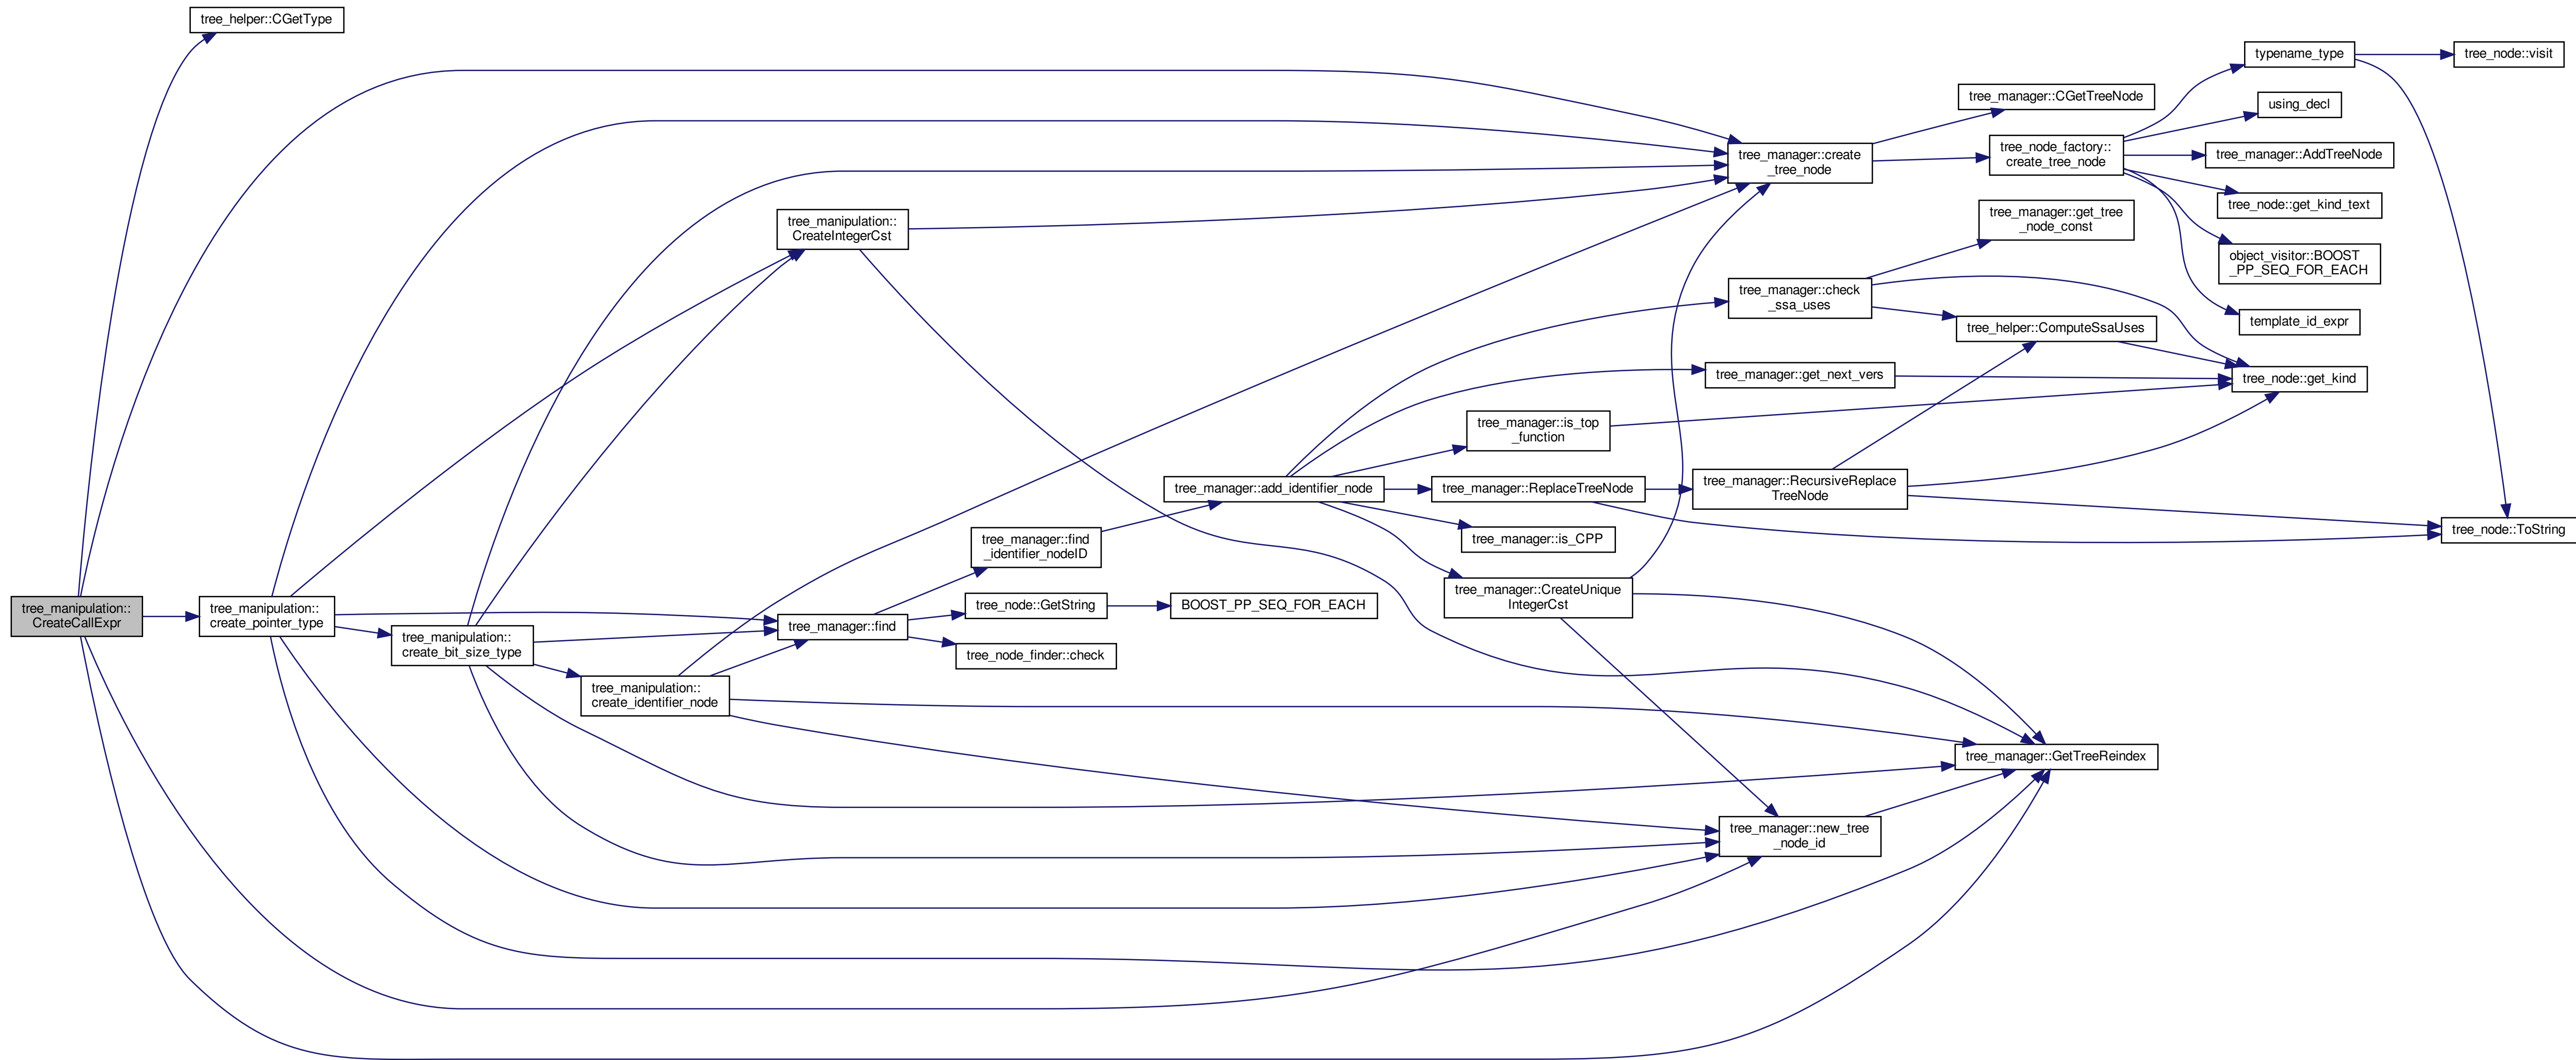 tree_manipulation::
CreateCallExpr
tree_helper::CGetType
tree_manipulation::
create_pointer_type
tree_manipulation::
create_bit_size_type
tree_manipulation::
create_identifier_node
tree_manipulation::
CreateIntegerCst
tree_manager::find
tree_manager::find
_identifier_nodeID
tree_node::GetString
tree_node_finder::check
tree_manager::add_identifier_node
BOOST_PP_SEQ_FOR_EACH
tree_manager::is_top
_function
tree_manager::ReplaceTreeNode
tree_manager::is_CPP
tree_manager::CreateUnique
IntegerCst
tree_manager::create
_tree_node
tree_manager::check
_ssa_uses
tree_manager::get_next_vers
tree_manager::RecursiveReplace
TreeNode
tree_manager::new_tree
_node_id
tree_manager::CGetTreeNode
tree_node_factory::
create_tree_node
tree_manager::get_tree
_node_const
tree_helper::ComputeSsaUses
tree_manager::GetTreeReindex
typename_type
using_decl
tree_manager::AddTreeNode
tree_node::get_kind_text
object_visitor::BOOST
_PP_SEQ_FOR_EACH
template_id_expr
tree_node::get_kind
tree_node::visit
tree_node::ToString